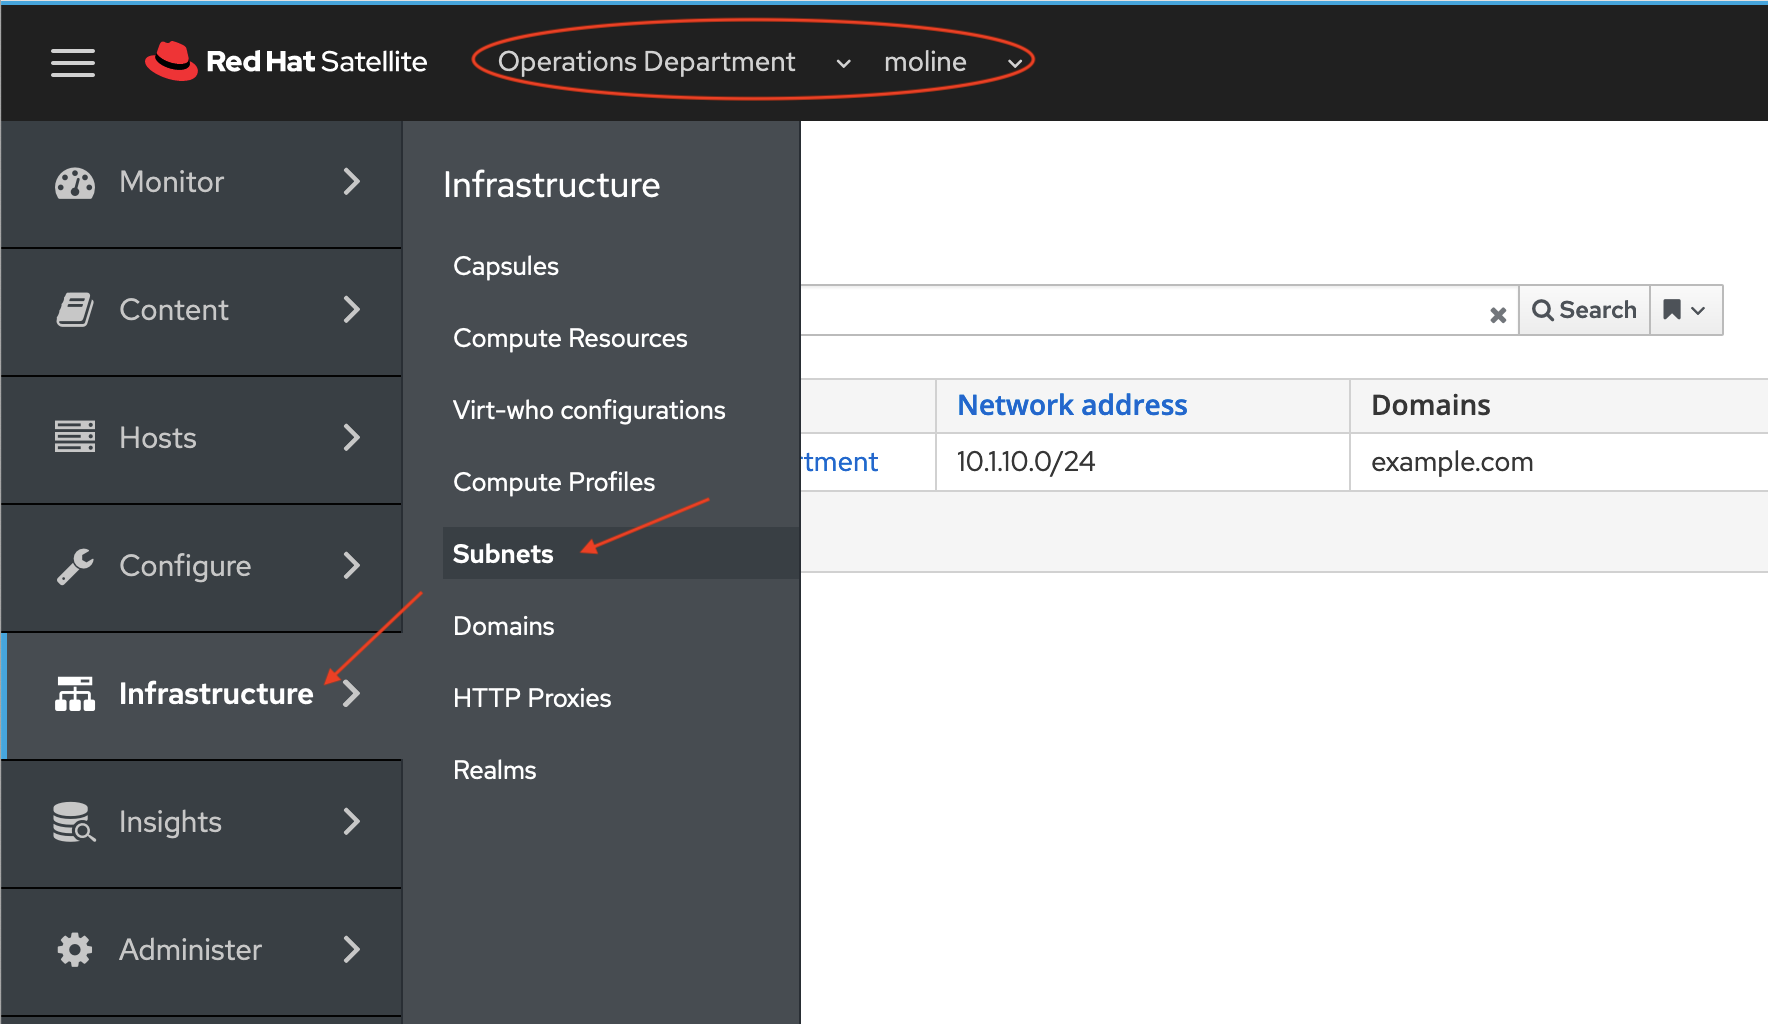 Red Hat Satellite Operations Department moline
Monitor
Content
Hosts
Configure
Infrastructure
Insights
Administer
Infrastructure
Capsules
Compute Resources
Virt-who configurations
Compute Profiles
Subnets
Domains
HTTP Proxies
Realms
Search
Network address Domains
tment 10.1.10.0/24 example.com